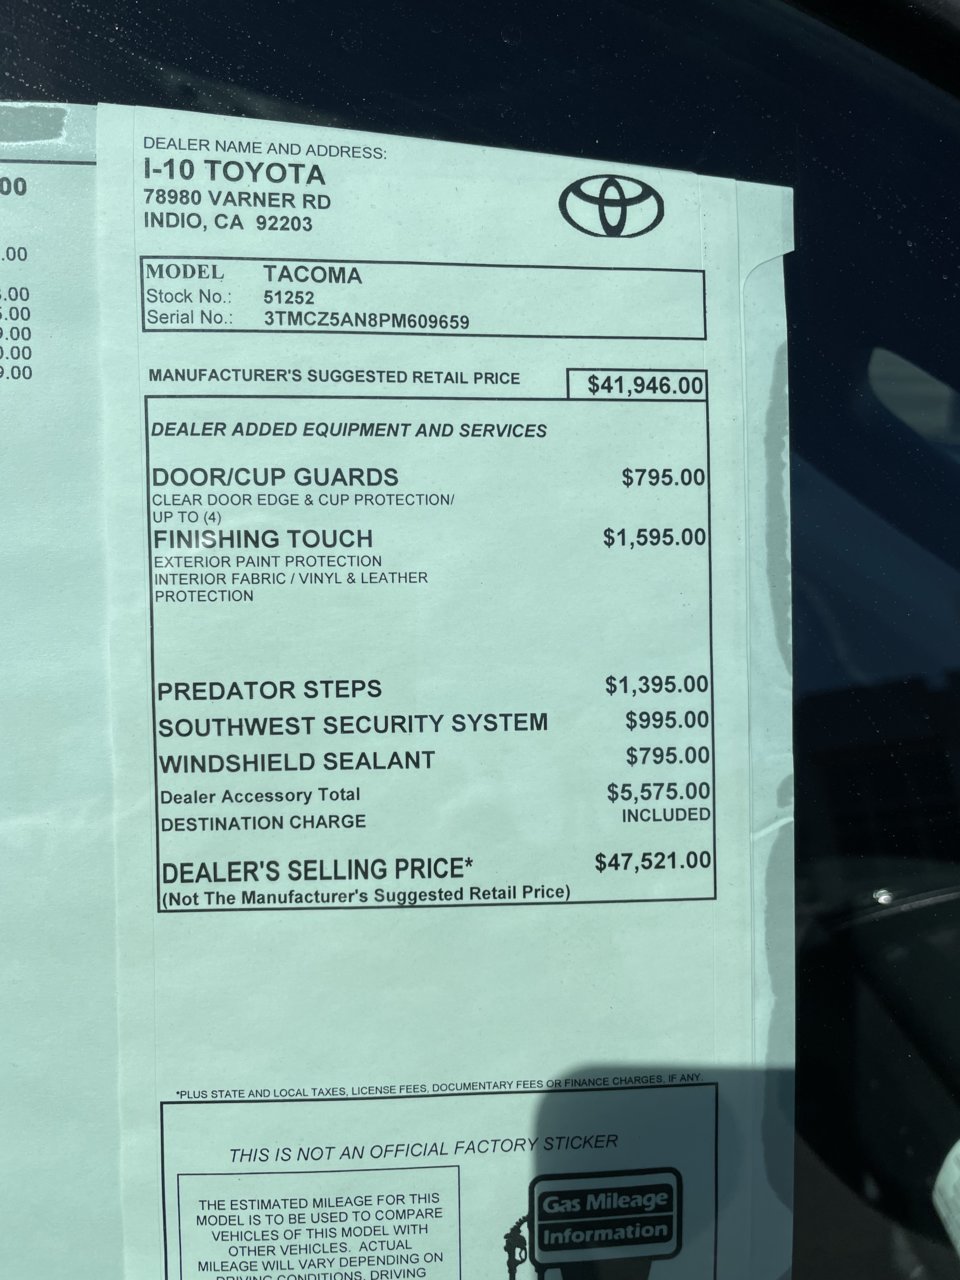 DEALER NAME AND ADDRESS:
I-10 TOYOTA
78980 VARNER RD
INDIO, CA 92203
MODEL TACOMA
Stock No.: 51252
Serial No.: 3TMCZ5AN8PM609659
MANUFACTURER'S SUGGESTED RETAIL PRICE $41,946.00
DEALER ADDED EQUIPMENT AND SERVICES
DOOR/CUP GUARDS $795.00
CLEAR DOOR EDGE & CUP PROTECTION/
UP TO (4)
FINISHING TOUCH $1,595.00
EXTERIOR PAINT PROTECTION
INTERIOR FABRIC / VINYL & LEATHER
PROTECTION
PREDATOR STEPS $1,395.00
SOUTHWEST SECURITY SYSTEM $995.00
WINDSHIELD SEALANT $795.00
Dealer Accessory Total $5,575.00
DESTINATION CHARGE INCLUDED
DEALER'S SELLING PRICE* $47,521.00
(Not The Manufacturer's Suggested Retail Price)
*PLUS STATE AND LOCAL TAXES, LICENSE FEES, DOCUMENTARY FEES OR FINANCE CHARGES, IF ANY.
THIS IS NOT AN OFFICIAL FACTORY STICKER
THE ESTIMATED MILEAGE FOR THIS
MODEL IS TO BE USED TO COMPARE
VEHICLES OF THIS MODEL WITH
OTHER VEHICLES. ACTUAL
MILEAGE WILL VARY DEPENDING ON
DRIVING CONDITIONS, DRIVING
Gas Mileage
Information